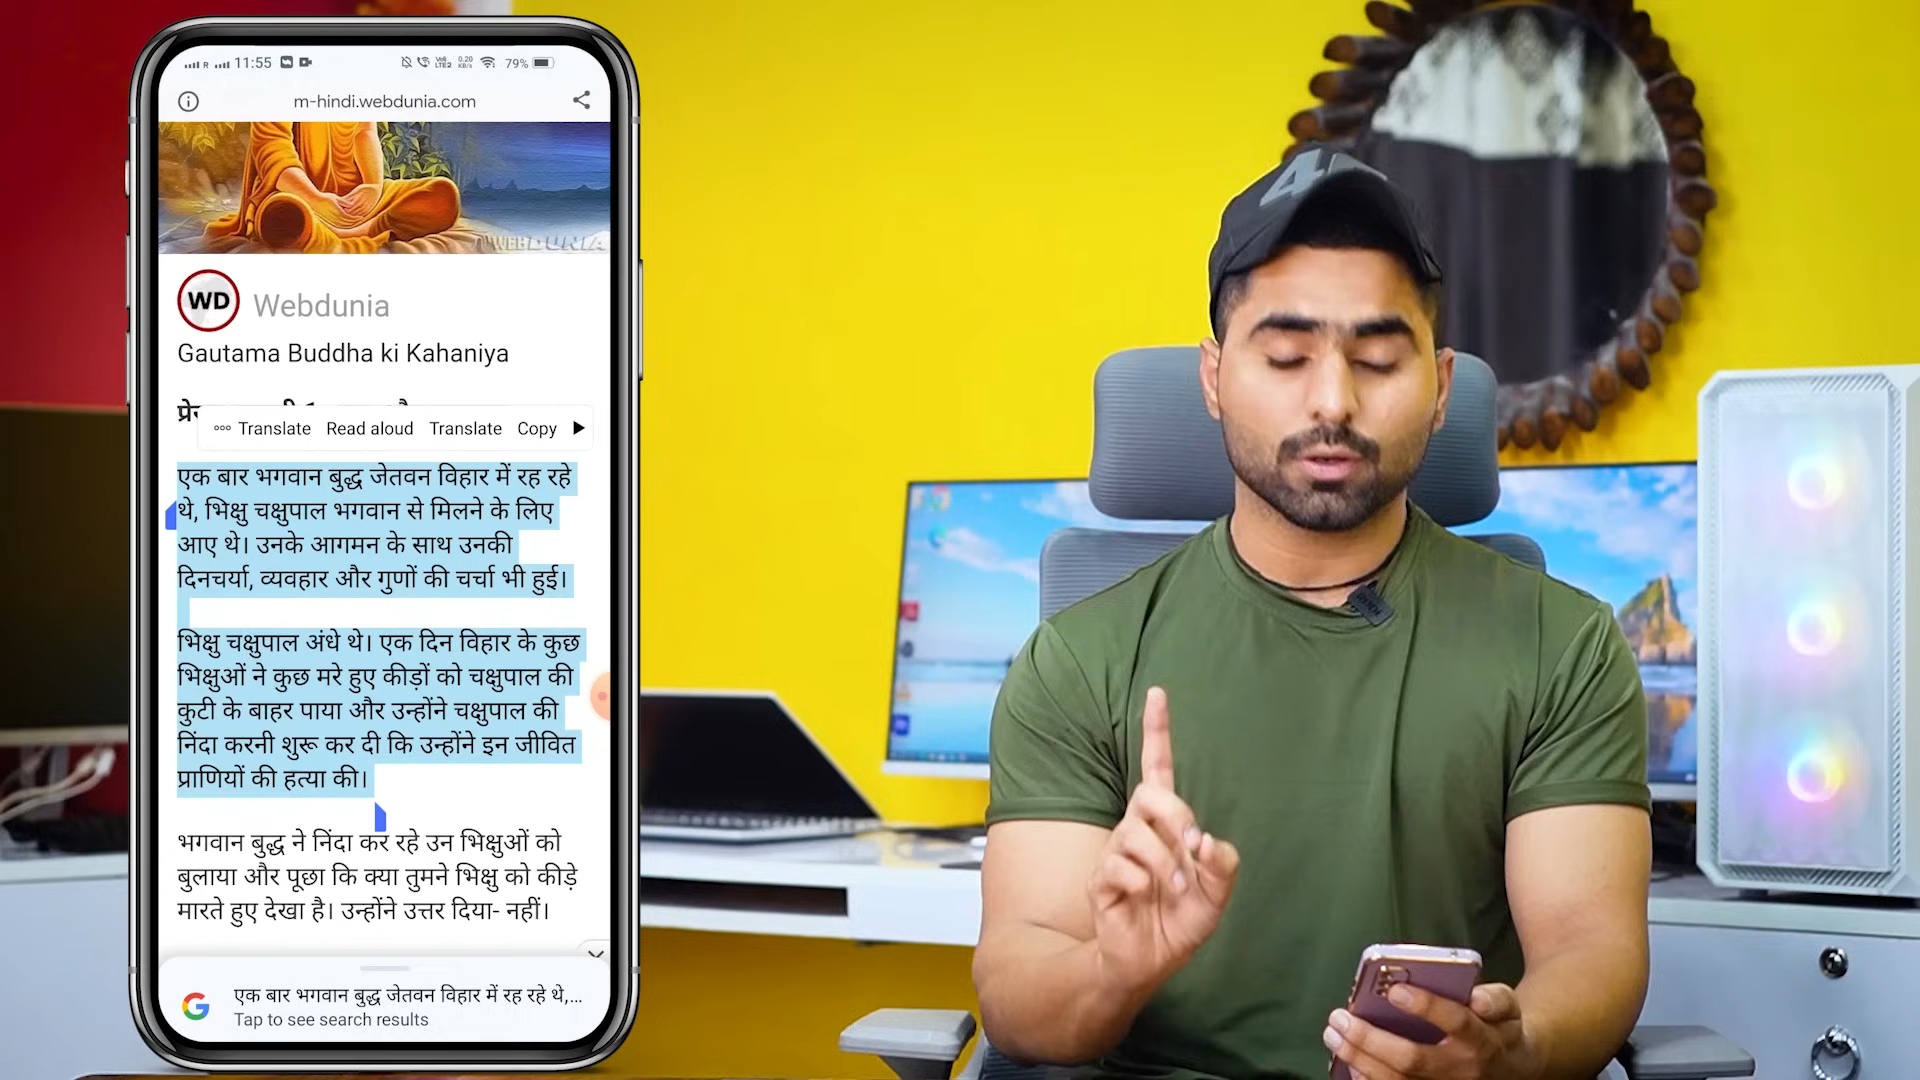 11:55
79%
m-hindi.webdunia.com
WEBDUNIA
WD Webdunia
Gautama Buddha ki Kahaniya
Translate Read aloud Translate Copy
एक बार भगवान बुद्ध जेतवन विहार में रह रहे
थे, भिक्षु चक्षुपाल भगवान से मिलने के लिए
आए थे। उनके आगमन के साथ उनकी
दिनचर्या, व्यवहार और गुणों की चर्चा भी हुई।
भिक्षु चक्षुपाल अंधे थे। एक दिन विहार के कुछ
भिक्षुओं ने कुछ मरे हुए कीड़ों को चक्षुपाल की
कुटी के बाहर पाया और उन्होंने चक्षुपाल की
निंदा करनी शुरू कर दी कि उन्होंने इन जीवित
प्राणियों की हत्या की।
भगवान बुद्ध ने निंदा कर रहे उन भिक्षुओं को
बुलाया और पूछा कि क्या तुमने भिक्षु को कीड़े
मारते हुए देखा है। उन्होंने उत्तर दिया- नहीं।
एक बार भगवान बुद्ध जेतवन विहार में रह रहे थे,...
Tap to see search results